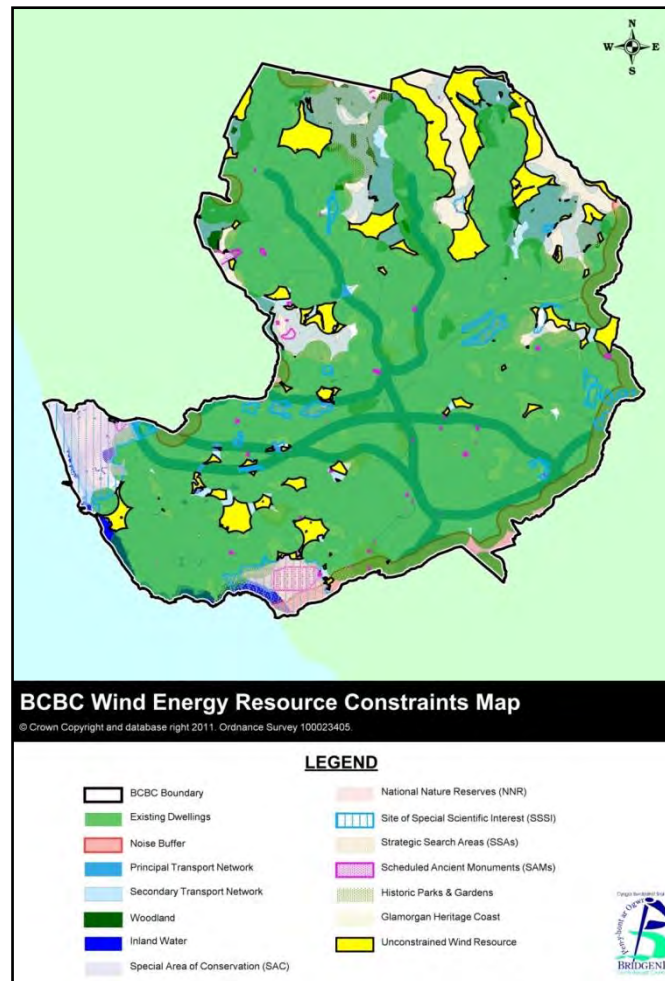 N
W E
S
BCBC Wind Energy Resource Constraints Map
© Crown Copyright and database right 2011. Ordnance Survey 100023405.
LEGEND
BCBC Boundary
Existing Dwellings
Noise Buffer
Principal Transport Network
Secondary Transport Network
Woodland
Inland Water
Special Area of Conservation (SAC)
National Nature Reserves (NNR)
Site of Special Scientific Interest (SSSI)
Strategic Search Areas (SSAs)
Scheduled Ancient Monuments (SAMs)
Historic Parks & Gardens
Glamorgan Heritage Coast
Unconstrained Wind Resource